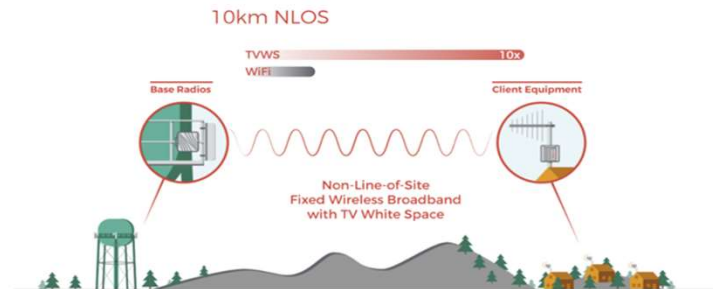 10km NLOS
TVWS 10x
WiFi
Base Radios
Client Equipment
Non-Line-of-Site
Fixed Wireless Broadband
with TV White Space